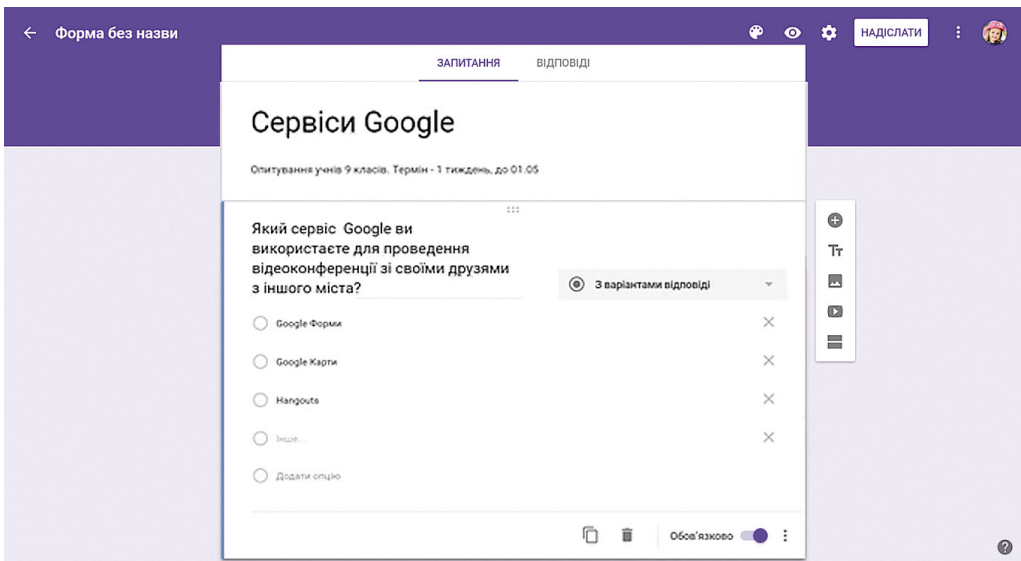 Форма без назви
НАДІСЛАТИ
ЗАПИТАННЯ ВІДПОВІДІ
Сервіси Google
Опитування учнів 9 класів. Термін - 1 тиждень, до 01.05
Який сервіс Google ви
використаєте для проведення
відеоконференції зі своїми друзями
з іншого міста?
З варіантами відповіді
Google Форми
Google Карти
Hangouts
Інше...
Додати опцію
Обов'язково
Тт